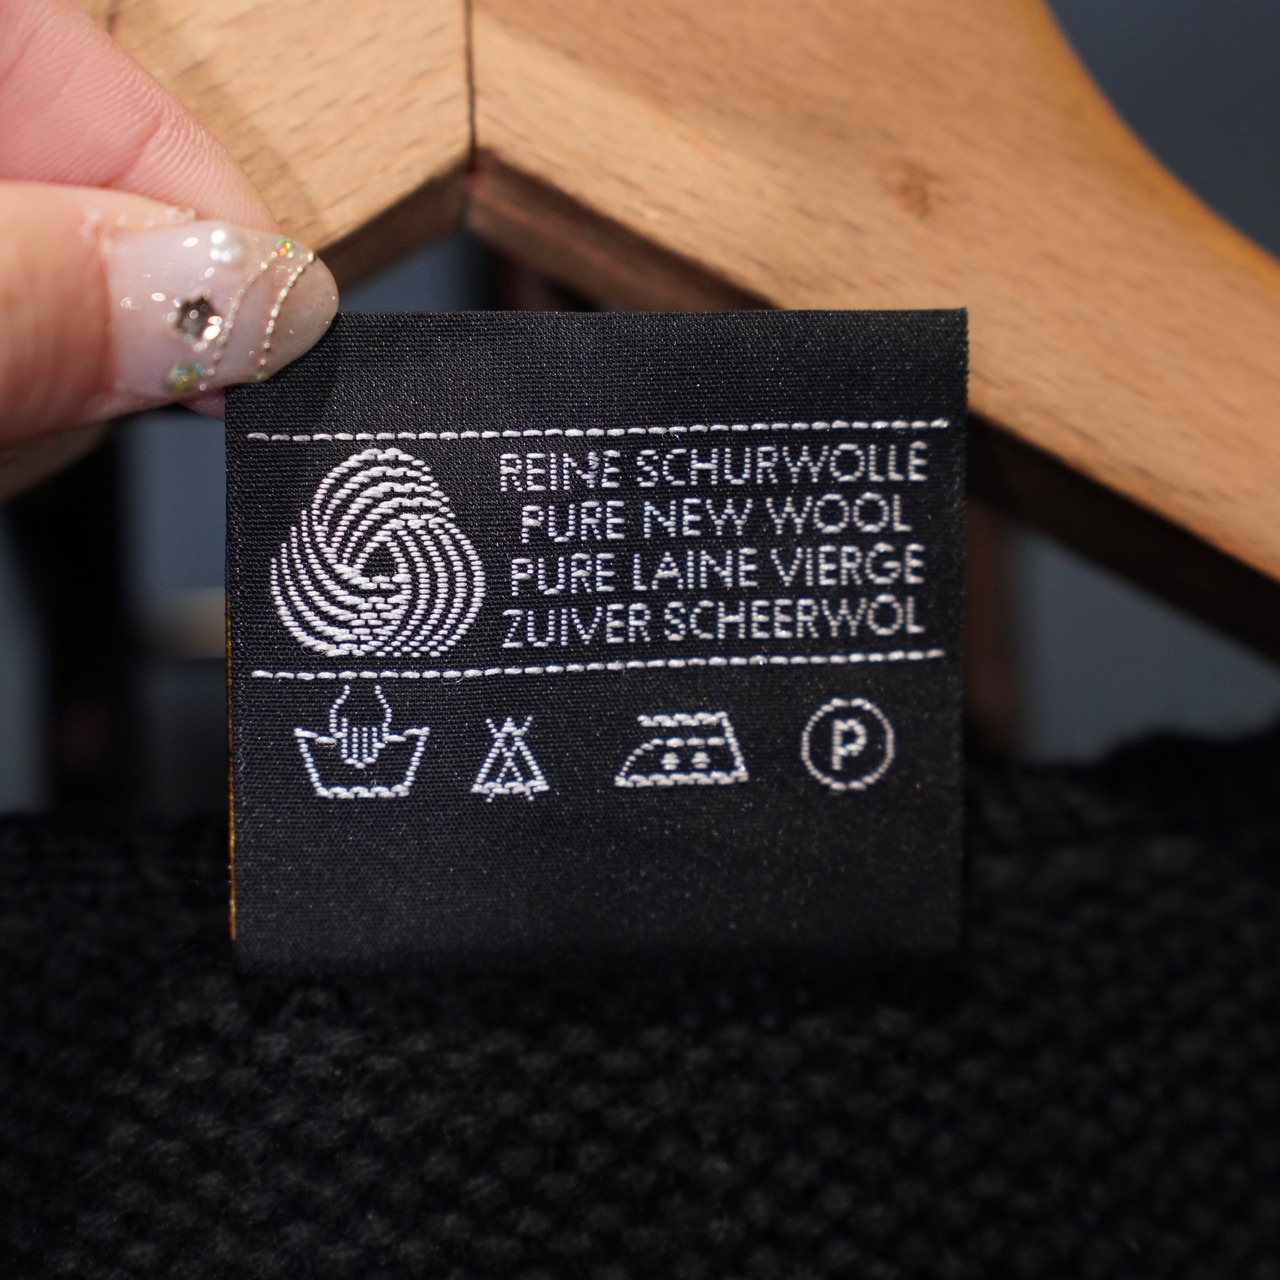 REINE SCHURWOLLE
PURE NEW WOOL
PURE LAINE VIERGE
ZUIVER SCHEERWOL
P